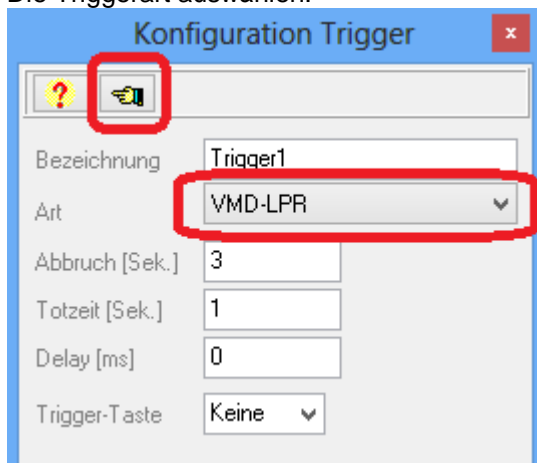 Die Triggerart auswählen.
Konfiguration Trigger
x
?
Bezeichnung Trigger1
Art VMD-LPR
Abbruch [Sek.] 3
Totzeit [Sek.] 1
Delay [ms] 0
Trigger-Taste Keine